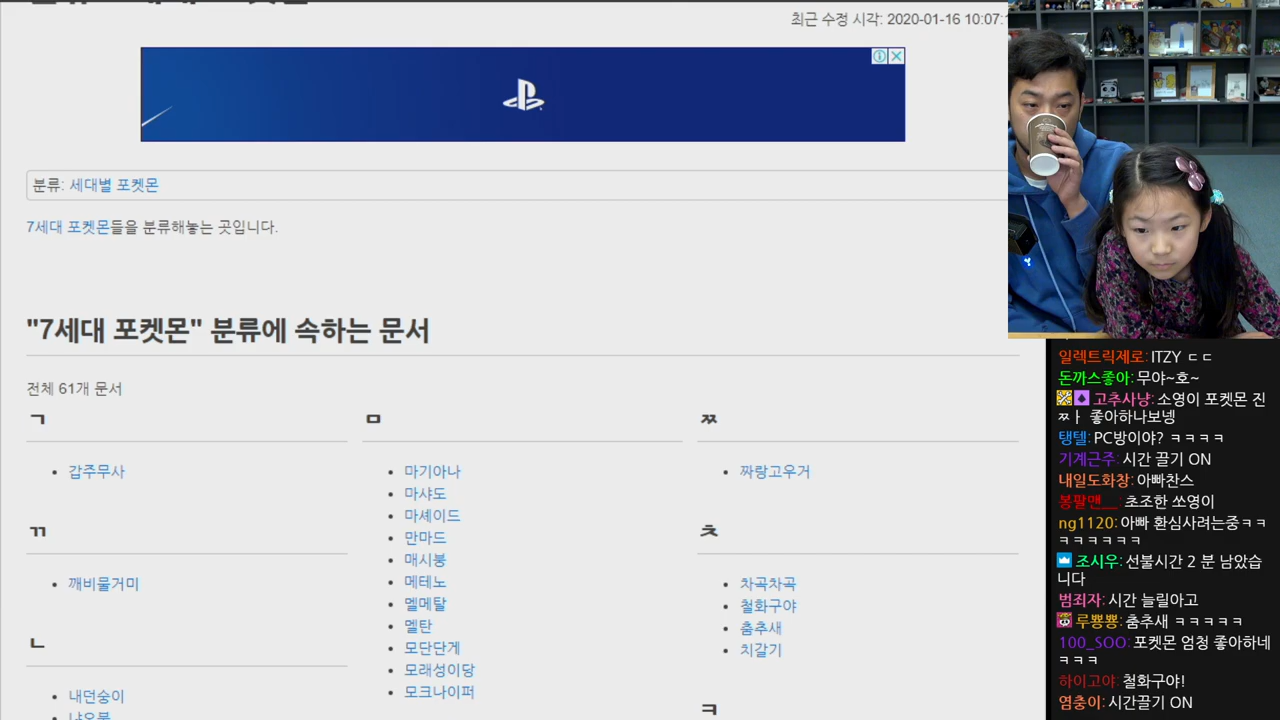 최근 수정 시각: 2020-01-16 10:07:
분류: 세대별 포켓몬
7세대 포켓몬들을 분류해놓는 곳입니다.
"7세대 포켓몬" 분류에 속하는 문서
전체 61개 문서
ㄱ
갑주무사
ㄲ
깨비물거미
ㄴ
내던숭이
냐오불
ㅁ
마기아나
마샤도
마셰이드
만마드
매시붕
메테노
멜메탈
멜탄
모단단게
모래성이당
모크나이퍼
ㅉ
짜랑고우거
ㅊ
차곡차곡
철화구야
춤추새
치갈기
ㅋ
일렉트릭제로: ITZY ㄷㄷ
돈까스좋아: 무야~호~
고추사냥: 소영이 포켓몬 진
ㅉㅏ 좋아하나보넹
탱텔: PC방이야? ㅋㅋㅋㅋ
기계근주: 시간 끌기 ON
내일도화창: 아빠찬스
봉팔맨__: 초조한 쏘영이
ng1120: 아빠 환심사려는중ㅋㅋ
ㅋㅋㅋㅋㅋㅋ
조시우: 선불시간 2 분 남았습
니다
범죄자: 시간 늘릴아고
루뿅뿅: 춤추새 ㅋㅋㅋㅋㅋ
100_SOO: 포켓몬 엄청 좋아하네
ㅋㅋㅋ
하이고야: 철화구야!
염충이: 시간끌기 ON